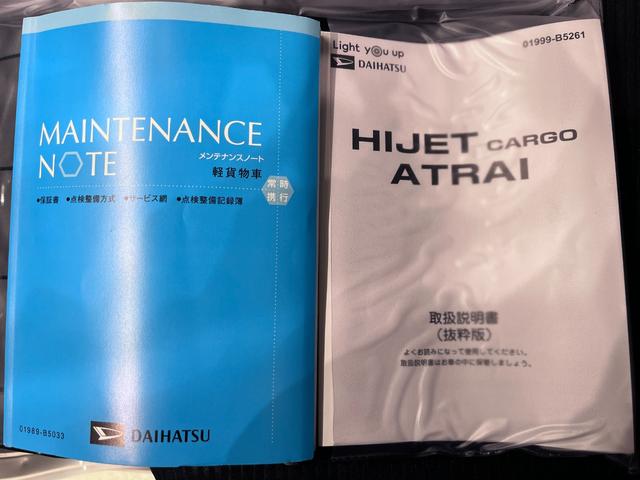 MAINTENANCE
NOTE
メンテナンスノート
軽貨物車
常時
携行
●保証書 ●点検整備方式 ●サービス網 ●点検整備記録簿
01989-B5033
DAIHATSU
Light you up
DAIHATSU
01999-B5261
HIJET CARGO
ATRAI
取扱説明書
（抜粋版）
よくお読みになって使用してください。
取扱説明書はお車の中に保管しましょう。